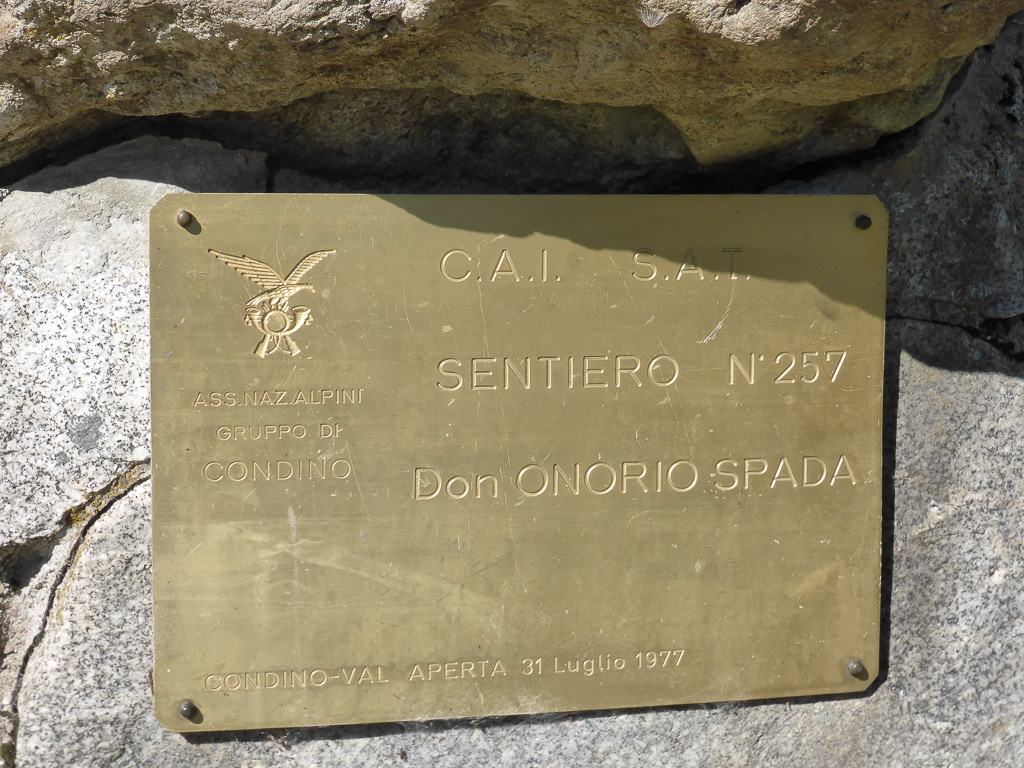 C.A.I. S.A.T.
ASS.NAZ.ALPINI
GRUPPO DI
CONDINO
SENTIERO N° 257
Don ONORIO SPADA
CONDINO-VAL APERTA 31 Luglio 1977